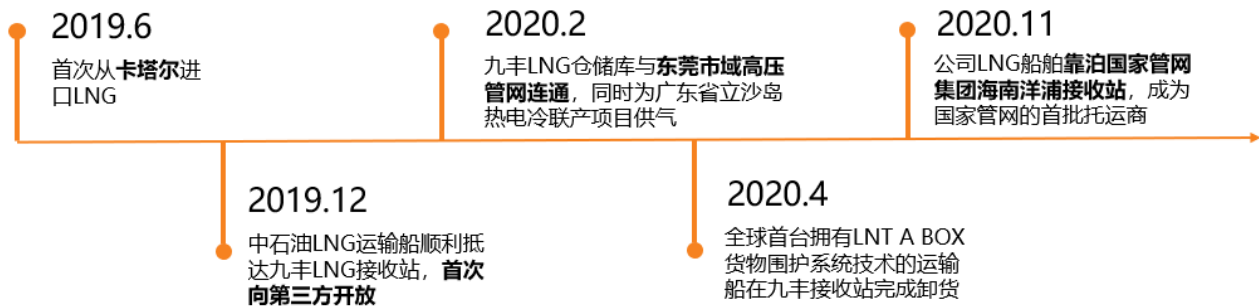 2019.6
首次从卡塔尔进
口LNG
2019.12
中石油LNG运输船顺利抵
达九丰LNG接收站，首次
向第三方开放
2020.2
九丰LNG仓储库与东莞市域高压
管网连通，同时为广东省立沙岛
热电冷联产项目供气
2020.4
全球首台拥有LNT A BOX
货物围护系统技术的运输
船在九丰接收站完成卸货
2020.11
公司LNG船舶靠泊国家管网
集团海南洋浦接收站，成为
国家管网的首批托运商